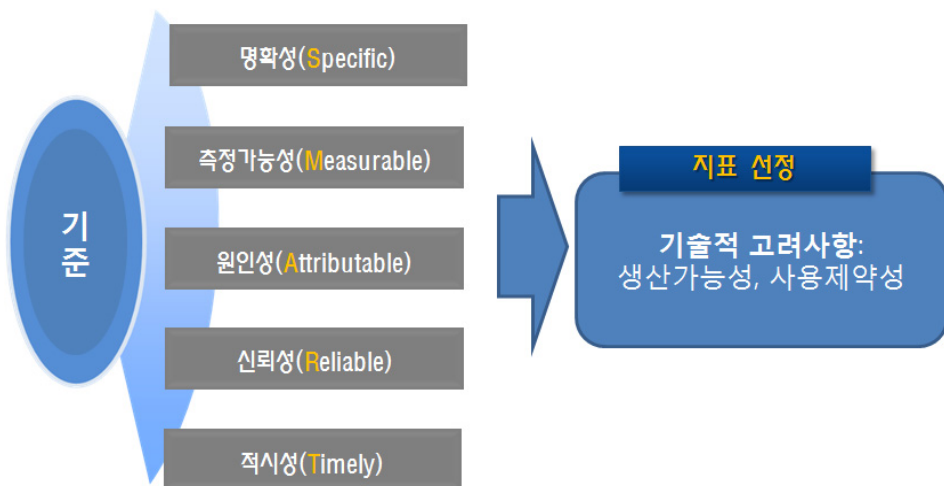 기
준
명확성(Specific)
측정가능성(Measurable)
원인성(Attributable)
신뢰성(Reliable)
적시성(Timely)
지표 선정
기술적 고려사항:
생산가능성, 사용제약성